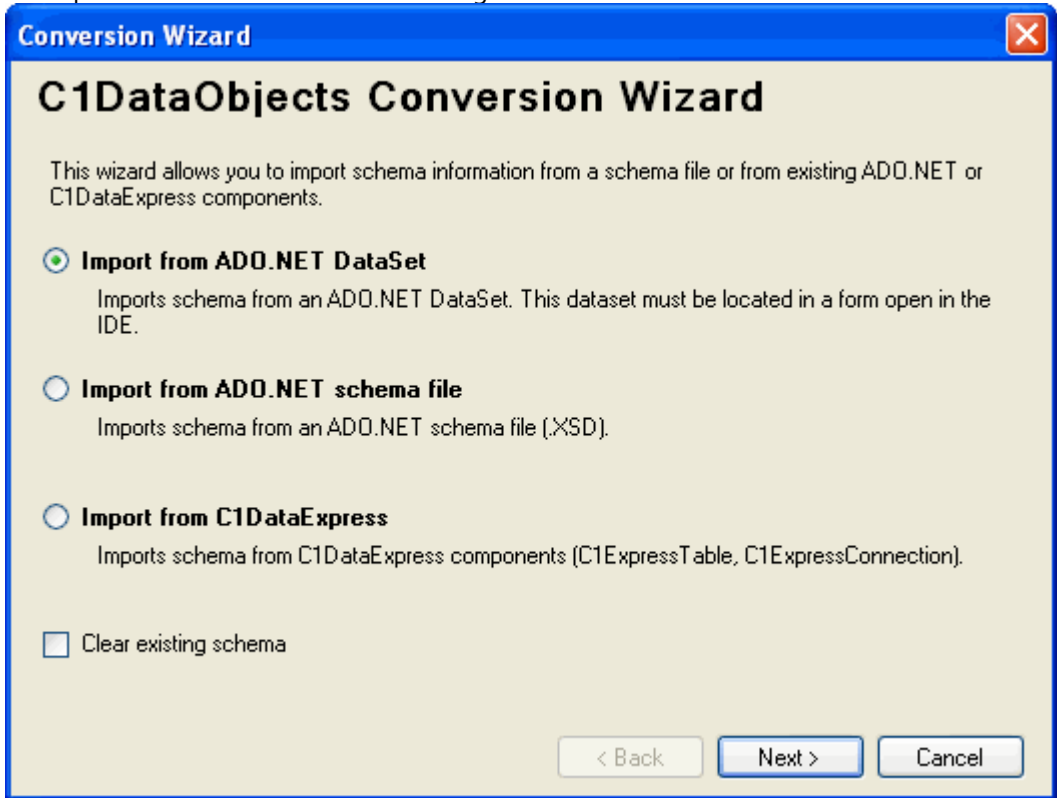 Conversion Wizard
C1DataObjects Conversion Wizard
This wizard allows you to import schema information from a schema file or from existing ADO.NET or
C1DataExpress components.
Import from ADO.NET DataSet
Imports schema from an ADO.NET DataSet. This dataset must be located in a form open in the
IDE.
Import from ADO.NET schema file
Imports schema from an ADO.NET schema file (.XSD).
Import from C1DataExpress
Imports schema from C1DataExpress components (C1ExpressTable, C1ExpressConnection).
Clear existing schema
< Back Next > Cancel